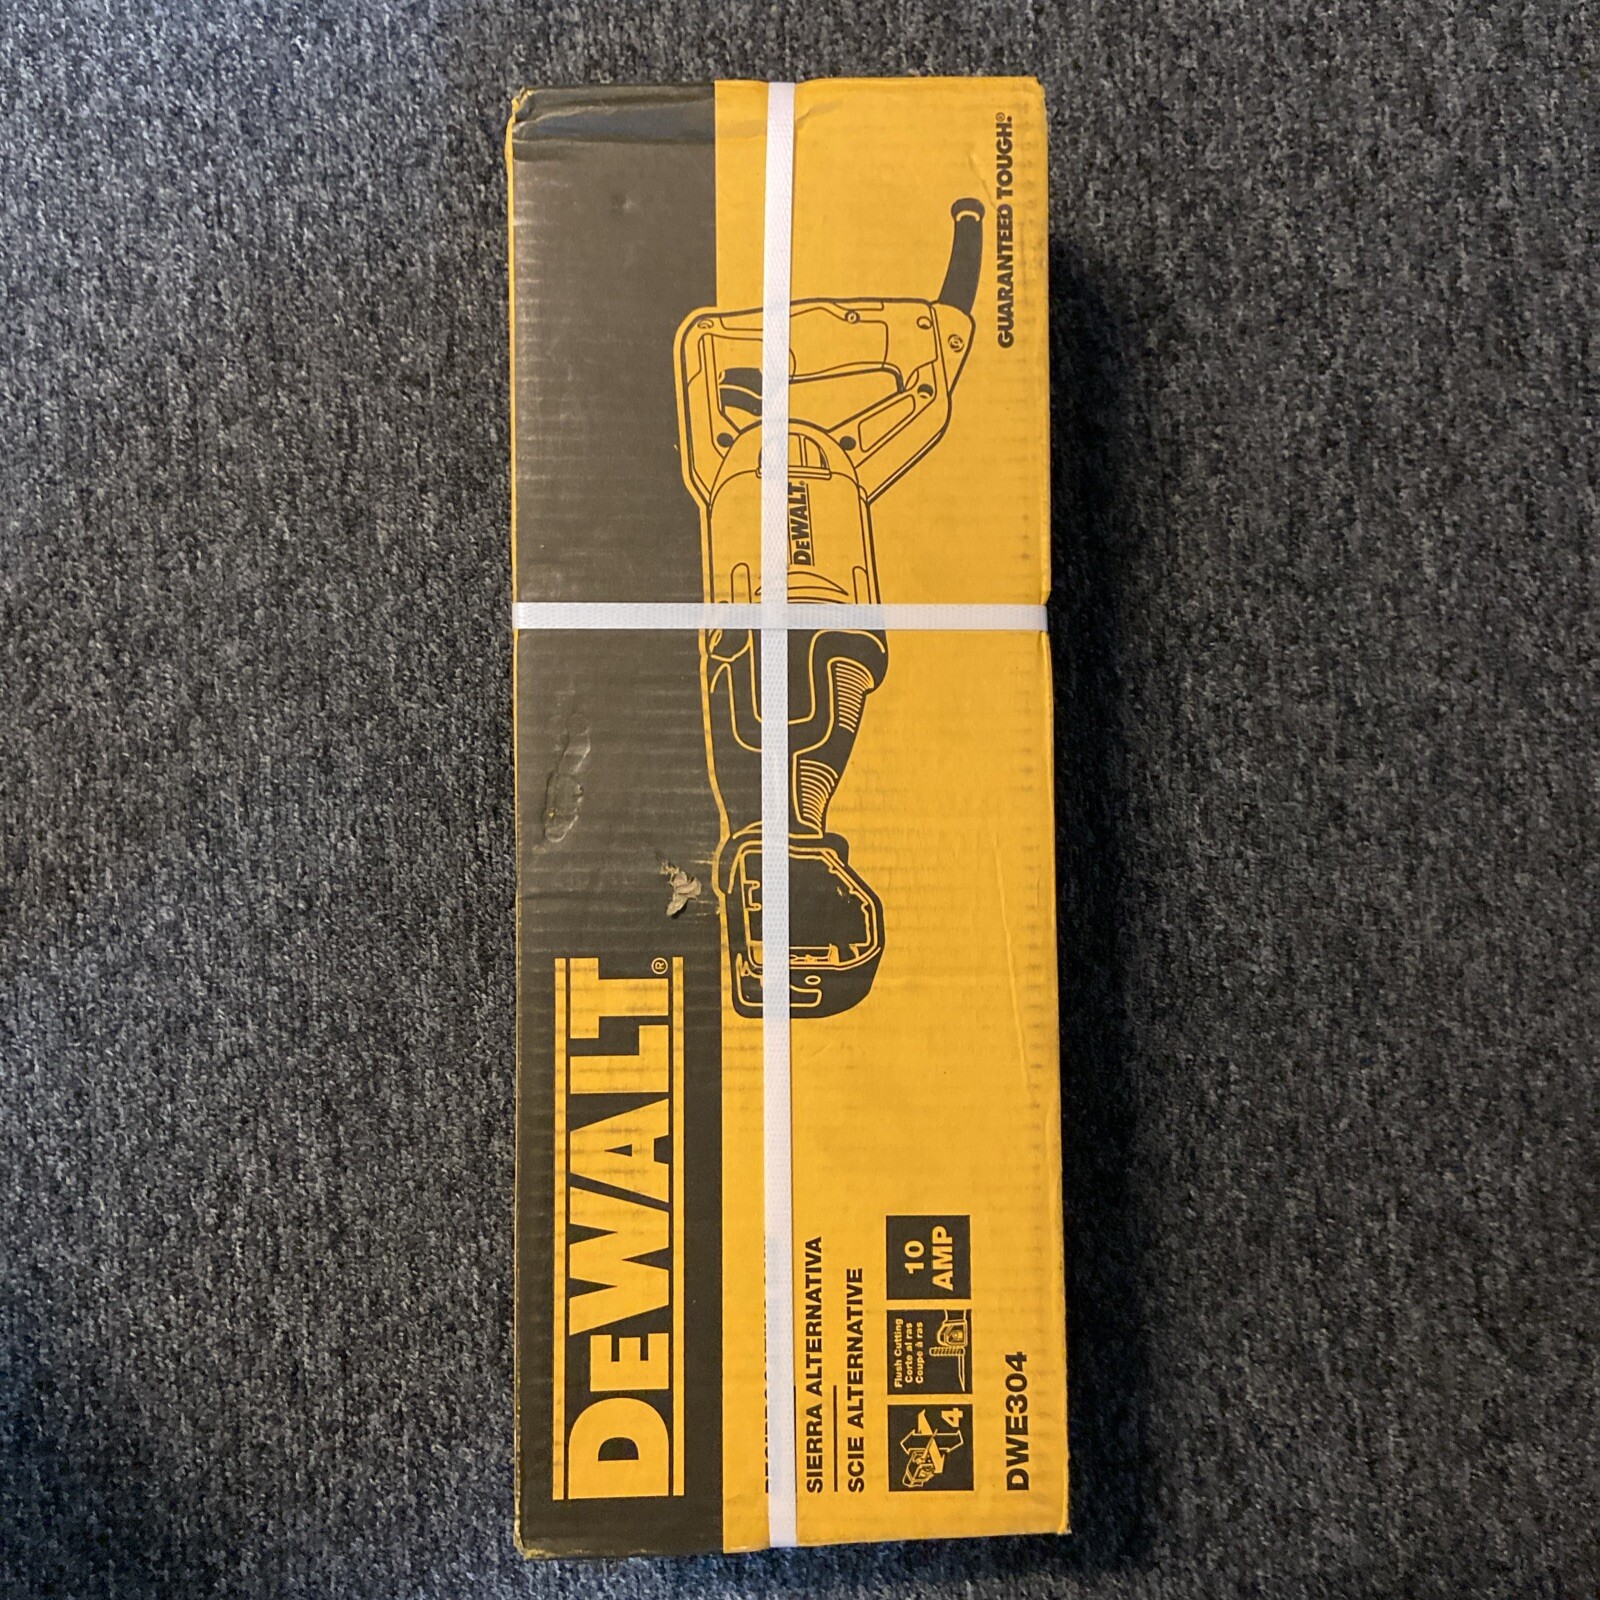 DEWALT®
DEWALT
SIERRA ALTERNATIVA
SCIE ALTERNATIVE
4
Flush Cutting
Corte al ras
Coupe à ras
10
AMP
DWE304
GUARANTEED TOUGH®